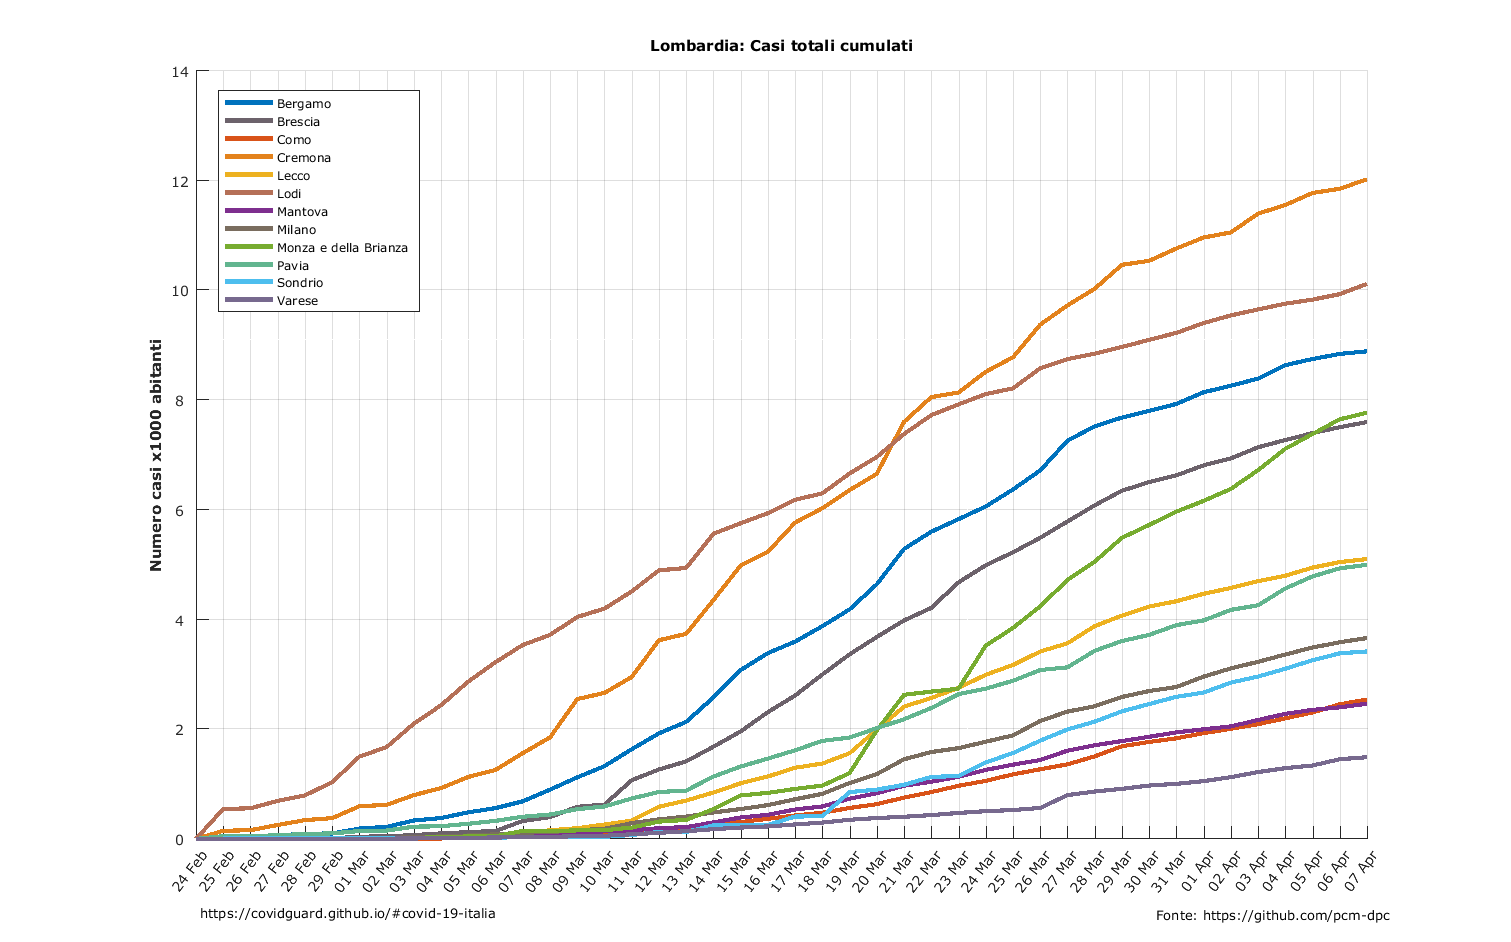 Lombardia: Casi totali cumulati
Numero casi x1000 abitanti
14
12
10
8
6
4
2
0
Bergamo
Brescia
Como
Cremona
Lecco
Lodi
Mantova
Milano
Monza e della Brianza
Pavia
Sondrio
Varese
24 Feb
25 Feb
26 Feb
27 Feb
28 Feb
29 Feb
01 Mar
02 Mar
03 Mar
04 Mar
05 Mar
06 Mar
07 Mar
08 Mar
09 Mar
10 Mar
11 Mar
12 Mar
13 Mar
14 Mar
15 Mar
16 Mar
17 Mar
18 Mar
19 Mar
20 Mar
21 Mar
22 Mar
23 Mar
24 Mar
25 Mar
26 Mar
27 Mar
28 Mar
29 Mar
30 Mar
31 Mar
01 Apr
02 Apr
03 Apr
04 Apr
05 Apr
06 Apr
07 Apr
https://covidguard.github.io/#covid-19-italia
Fonte: https://github.com/pcm-dpc